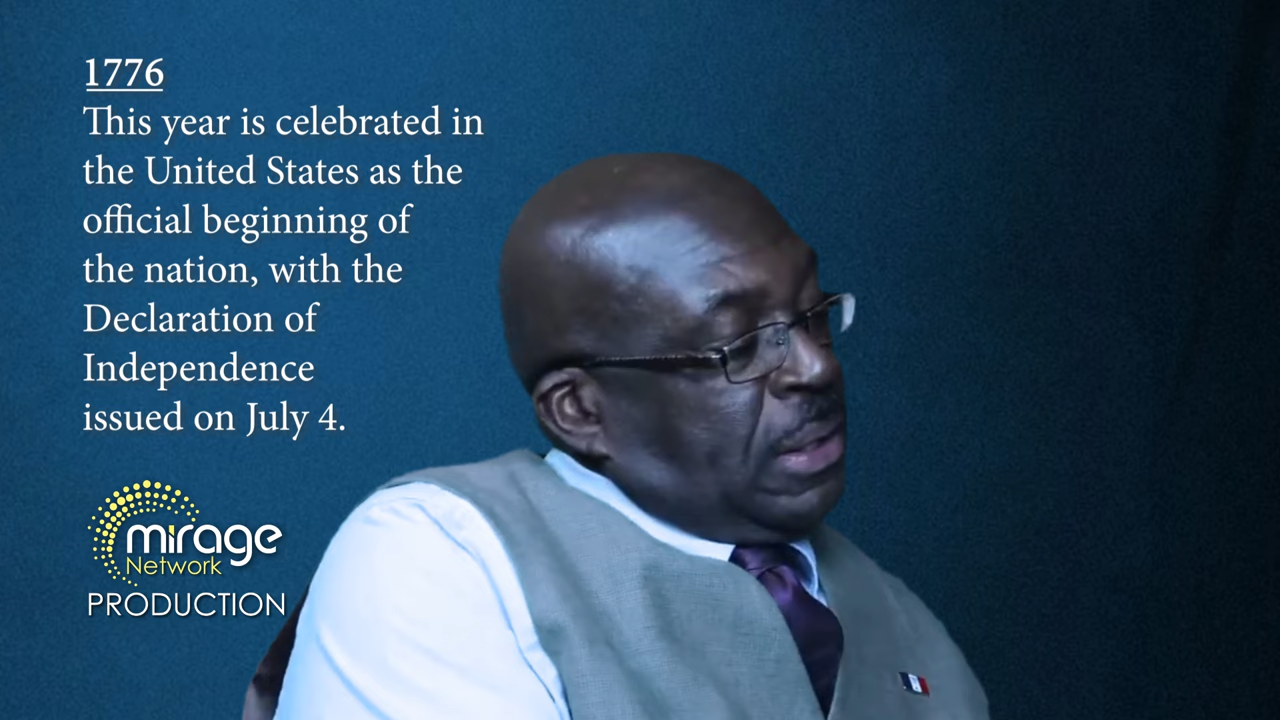 1776
This year is celebrated in
the United States as the
official beginning of
the nation, with the
Declaration of
Independence
issued on July 4.
mirage
Network
PRODUCTION